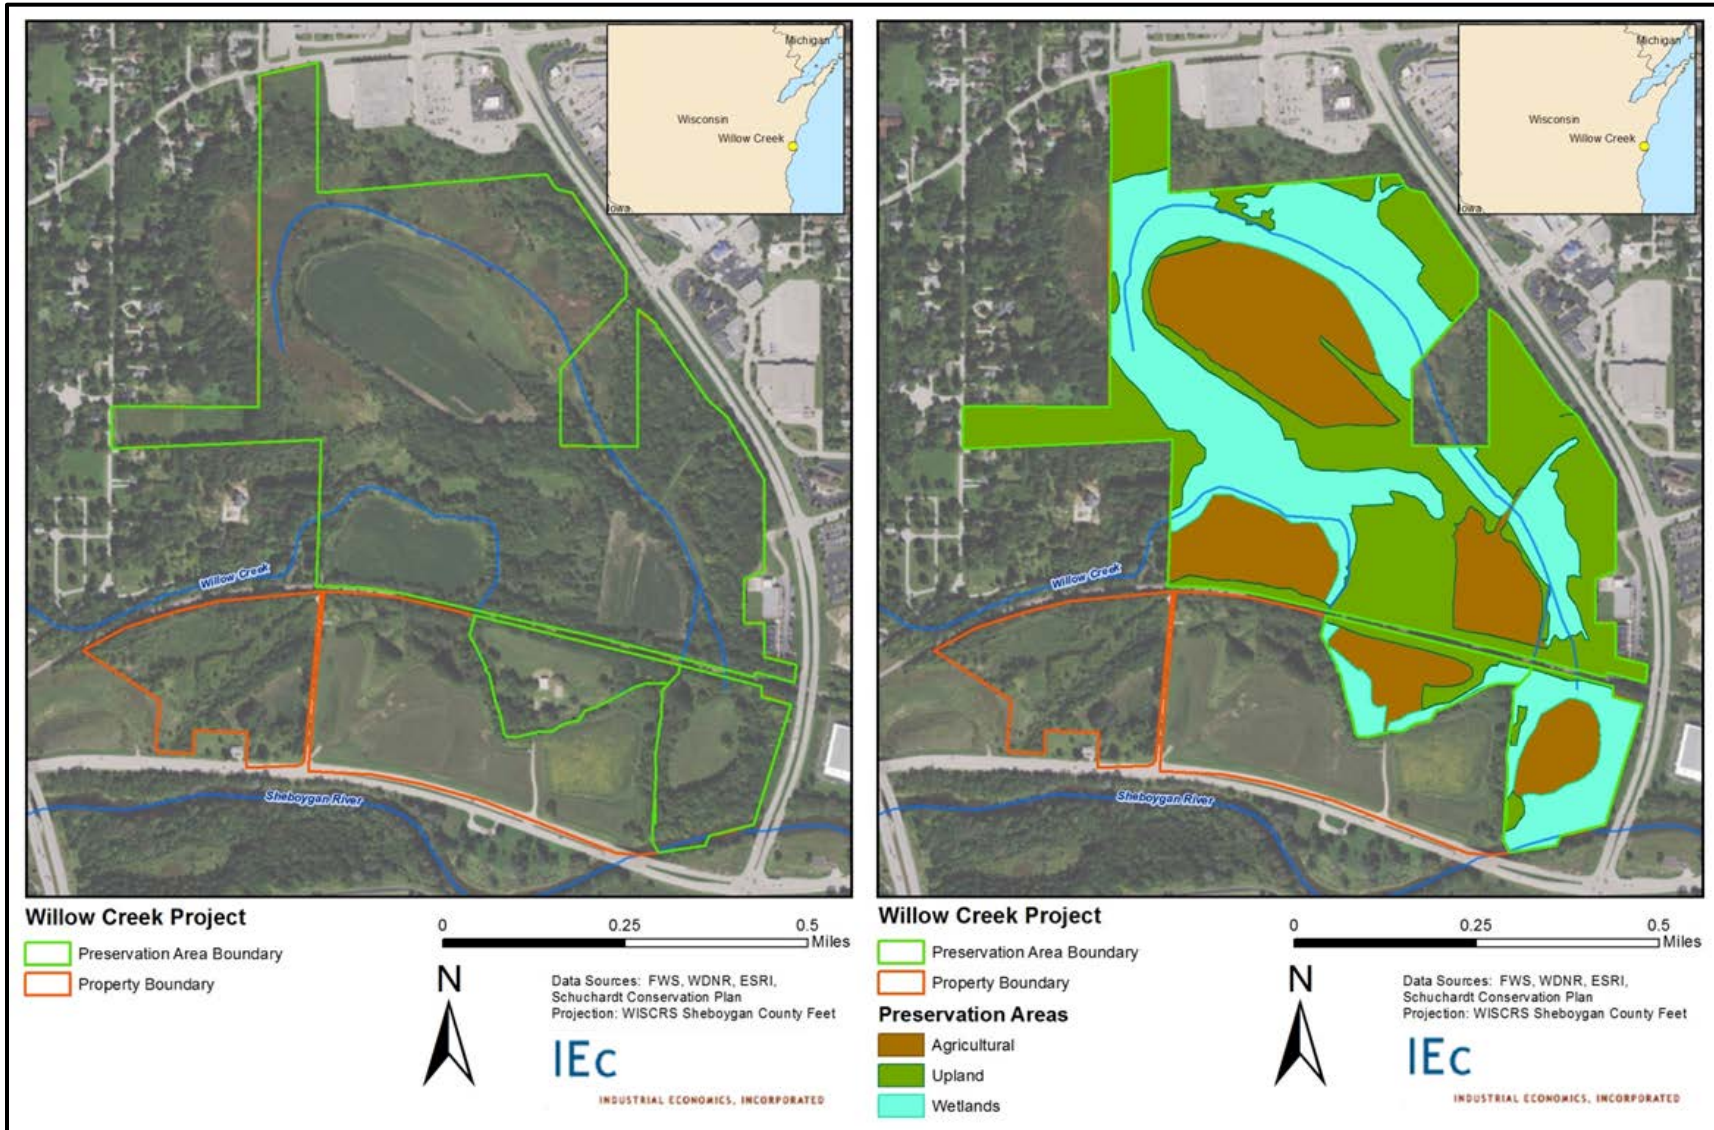 Michigan
Wisconsin
Willow Creek
Iowa
Willow Creek
Sheboygan River
Willow Creek Project
Preservation Area Boundary
Property Boundary
0 0.25 0.5
Miles
N
Data Sources: FWS, WDNR, ESRI,
Schuchardt Conservation Plan
Projection: WISCRS Sheboygan County Feet
IEc
INDUSTRIAL ECONOMICS, INCORPORATED
Michigan
Wisconsin
Willow Creek
Iowa
Willow Creek
Sheboygan River
Willow Creek Project
Preservation Area Boundary
Property Boundary
Preservation Areas
Agricultural
Upland
Wetlands
0 0.25 0.5
Miles
N
Data Sources: FWS, WDNR, ESRI,
Schuchardt Conservation Plan
Projection: WISCRS Sheboygan County Feet
IEc
INDUSTRIAL ECONOMICS, INCORPORATED